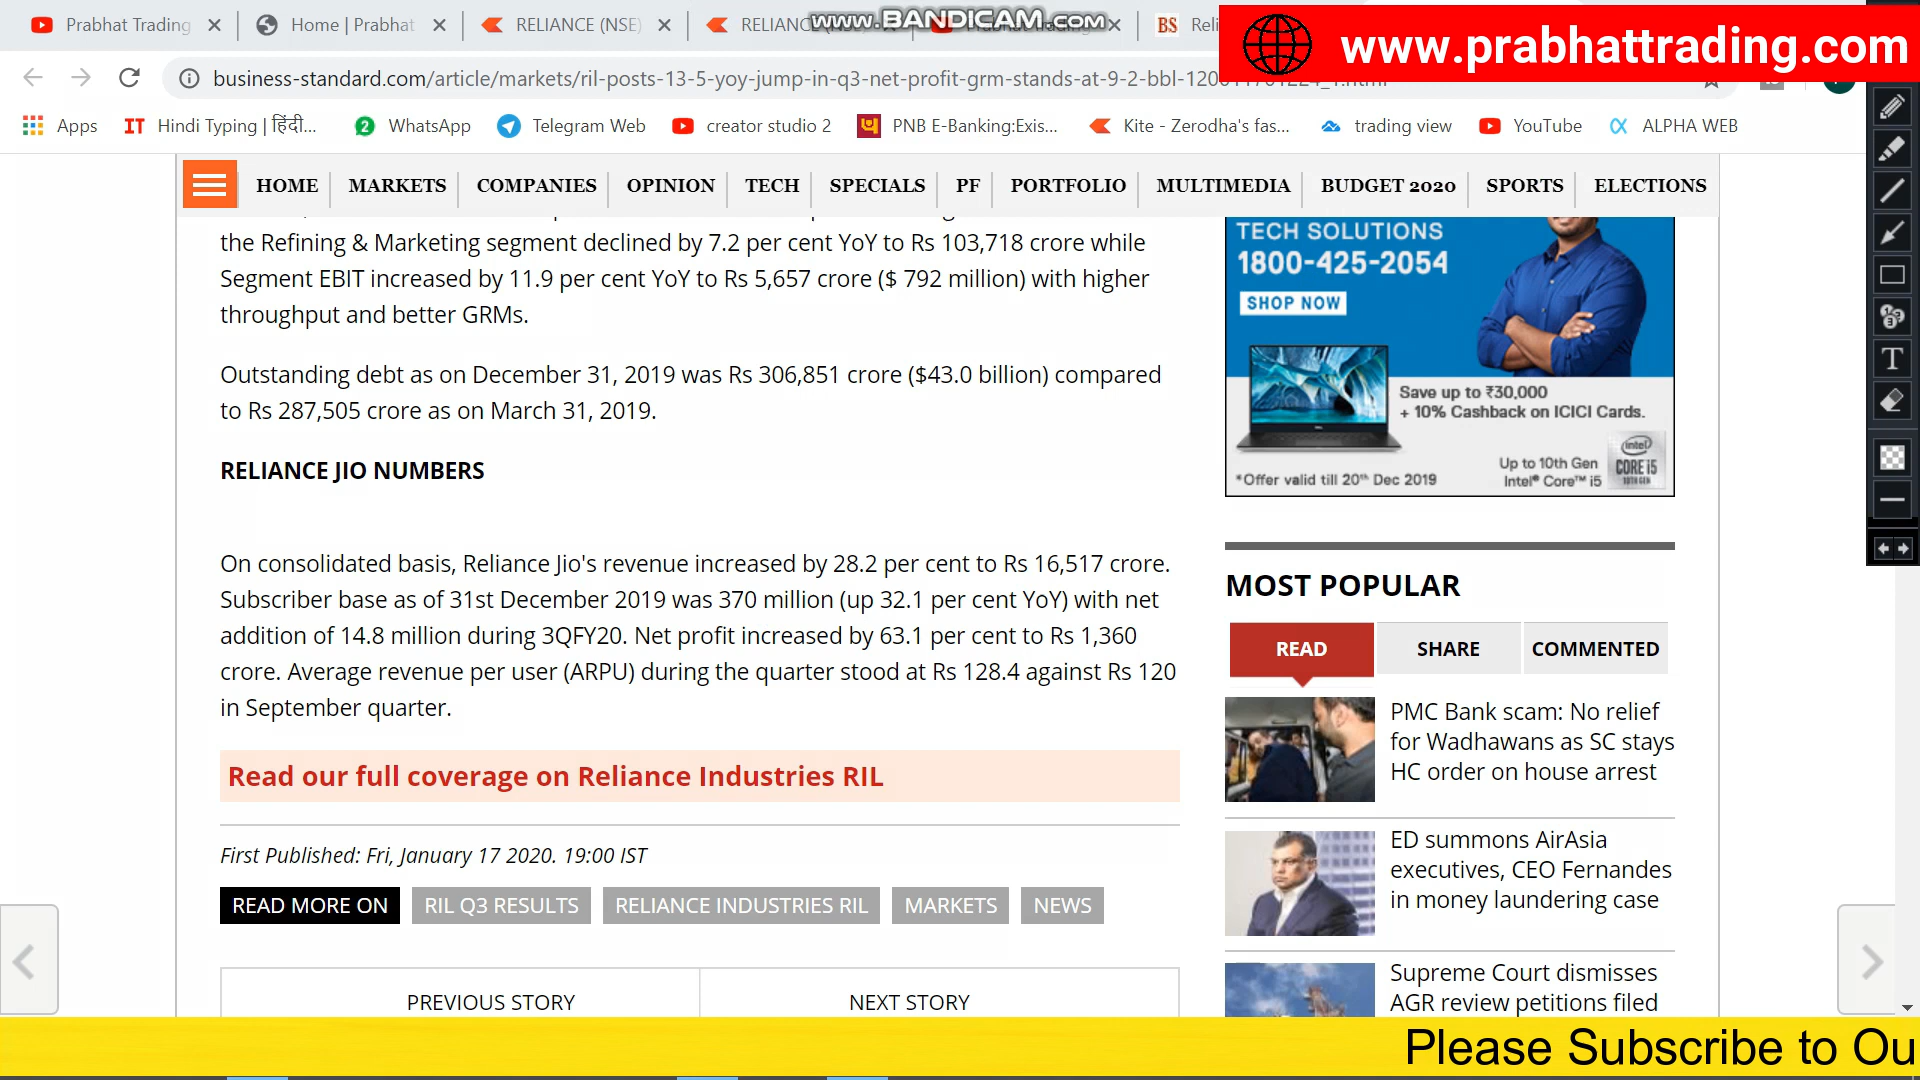 Prabhat Trading
Home | Prabhat
RELIANCE (NSE)
RELIANCE (NSE)
www.BANDICAM.com
Prabhat Trading
BS Reli
www.prabhattrading.com
business-standard.com/article/markets/ril-posts-13-5-yoy-jump-in-q3-net-profit-grm-stands-at-9-2-bbl-120011701224_1.html
Apps
IT Hindi Typing | हिंदी...
2 WhatsApp
Telegram Web
creator studio 2
PNB E-Banking:Exis...
Kite - Zerodha's fas...
trading view
YouTube
ALPHA WEB
HOME MARKETS COMPANIES OPINION TECH SPECIALS PF PORTFOLIO MULTIMEDIA BUDGET 2020 SPORTS ELECTIONS
the Refining & Marketing segment declined by 7.2 per cent YoY to Rs 103,718 crore while
Segment EBIT increased by 11.9 per cent YoY to Rs 5,657 crore ($ 792 million) with higher
throughput and better GRMs.
Outstanding debt as on December 31, 2019 was Rs 306,851 crore ($43.0 billion) compared
to Rs 287,505 crore as on March 31, 2019.
RELIANCE JIO NUMBERS
On consolidated basis, Reliance Jio's revenue increased by 28.2 per cent to Rs 16,517 crore.
Subscriber base as of 31st December 2019 was 370 million (up 32.1 per cent YoY) with net
addition of 14.8 million during 3QFY20. Net profit increased by 63.1 per cent to Rs 1,360
crore. Average revenue per user (ARPU) during the quarter stood at Rs 128.4 against Rs 120
in September quarter.
Read our full coverage on Reliance Industries RIL
First Published: Fri, January 17 2020. 19:00 IST
READ MORE ON
RIL Q3 RESULTS
RELIANCE INDUSTRIES RIL
MARKETS
NEWS
PREVIOUS STORY
NEXT STORY
TECH SOLUTIONS
1800-425-2054
SHOP NOW
Save up to ₹30,000
+ 10% Cashback on ICICI Cards.
Up to 10th Gen
Intel® Core™ i5
intel
CORE i5
10TH GEN
*Offer valid till 20th Dec 2019
MOST POPULAR
READ
SHARE
COMMENTED
PMC Bank scam: No relief
for Wadhawans as SC stays
HC order on house arrest
ED summons AirAsia
executives, CEO Fernandes
in money laundering case
Supreme Court dismisses
AGR review petitions filed
T
Please Subscribe to Ou